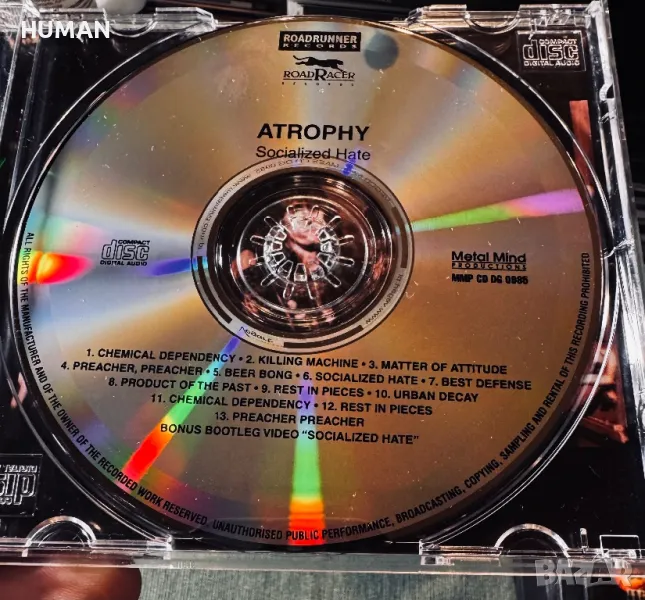 HUMAN
ROADRUNNER
RECORDS
ROADRACER
RECORDS
COMPACT
disc
DIGITAL AUDIO
ATROPHY
Socialized Hate
COMPACT
disc
DIGITAL AUDIO
Metal Mind
PRODUCTIONS
MMP CD DG 0685
1. CHEMICAL DEPENDENCY • 2. KILLING MACHINE • 3. MATTER OF ATTITUDE
4. PREACHER, PREACHER • 5. BEER BONG • 6. SOCIALIZED HATE • 7. BEST DEFENSE
8. PRODUCT OF THE PAST • 9. REST IN PIECES • 10. URBAN DECAY
11. CHEMICAL DEPENDENCY • 12. REST IN PIECES
13. PREACHER PREACHER
BONUS BOOTLEG VIDEO "SOCIALIZED HATE"
ALL RIGHTS OF THE MANUFACTURER AND OF THE OWNER OF THE RECORDED WORK RESERVED. UNAUTHORISED PUBLIC PERFORMANCE, BROADCASTING, COPYING, SAMPLING AND RENTAL OF THIS RECORDING PROHIBITED
BAZAR